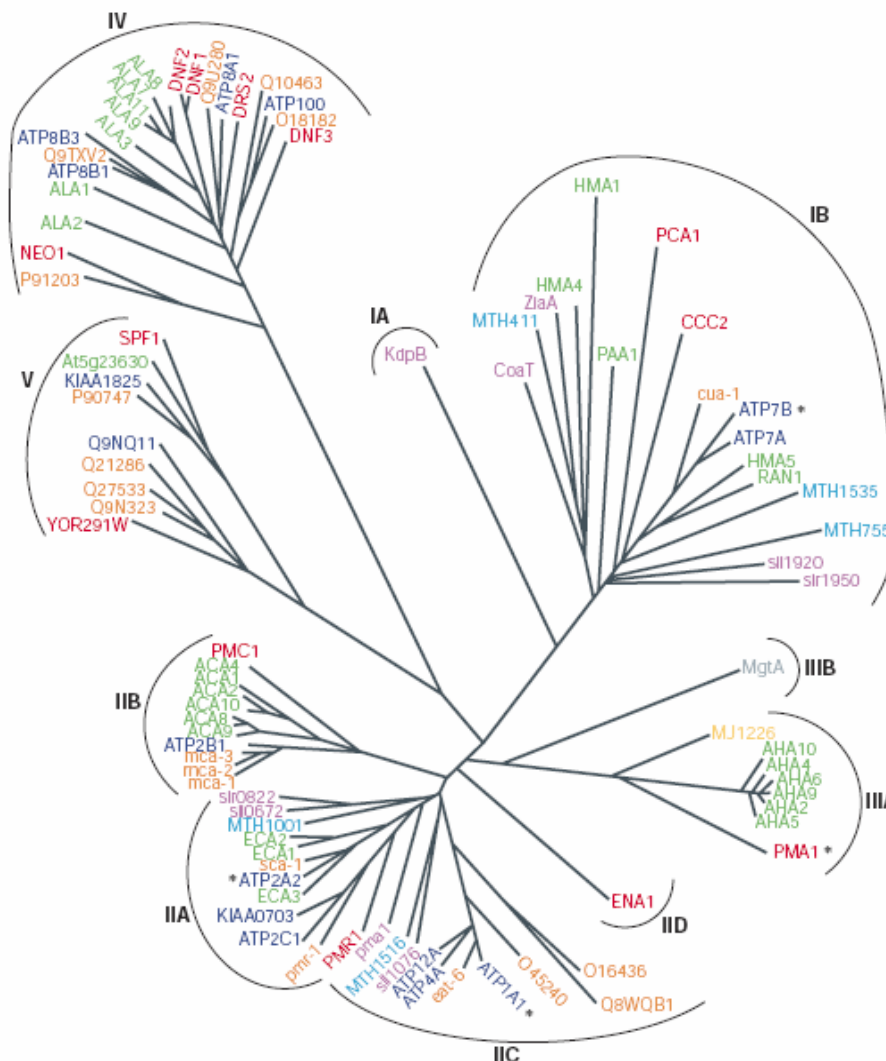 IV
ALA8
ALA7
ALA11
ALA9
ALA3
DNF2
DNF1
Q9U280
ATP8A1
DRS2
Q10463
ATP100
O18182
DNF3
ATP8B3
Q9TXV2
ATP8B1
ALA1
ALA2
NEO1
P91203
V
SPF1
At5g23630
KIAA1825
P90747
Q9NQ11
Q21286
Q27533
Q9N323
YOR291W
IA
KdpB
IB
HMA1
PCA1
HMA4
ZiaA
MTH411
CCC2
PAA1
CoaT
cua-1
ATP7B *
ATP7A
HMA5
RAN1
MTH1535
MTH755
sll1920
slr1950
IIB
PMC1
ACA4
ACA1
ACA2
ACA10
ACA8
ACA9
ATP2B1
mca-3
mca-2
mca-1
MgtA
IIIB
MJ1226
AHA10
AHA4
AHA6
AHA9
AHA2
AHA5
IIIA
PMA1 *
IIA
slr0822
sll0672
MTH1001
ECA2
ECA1
sca-1
* ATP2A2
ECA3
KIAA0703
ATP2C1
pmr-1
PMR1
pma1
MTH1516
sll1076
ATP12A
ATP4A
eat-6
ATP1A1 *
O45240
O16436
Q8WQB1
IIC
ENA1
IID